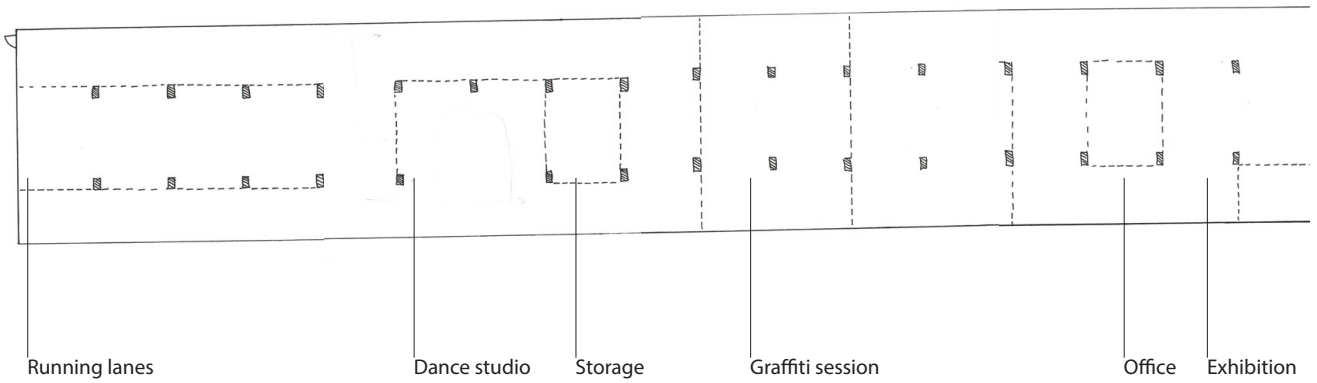 Running lanes
Dance studio
Storage
Graffiti session
Office
Exhibition